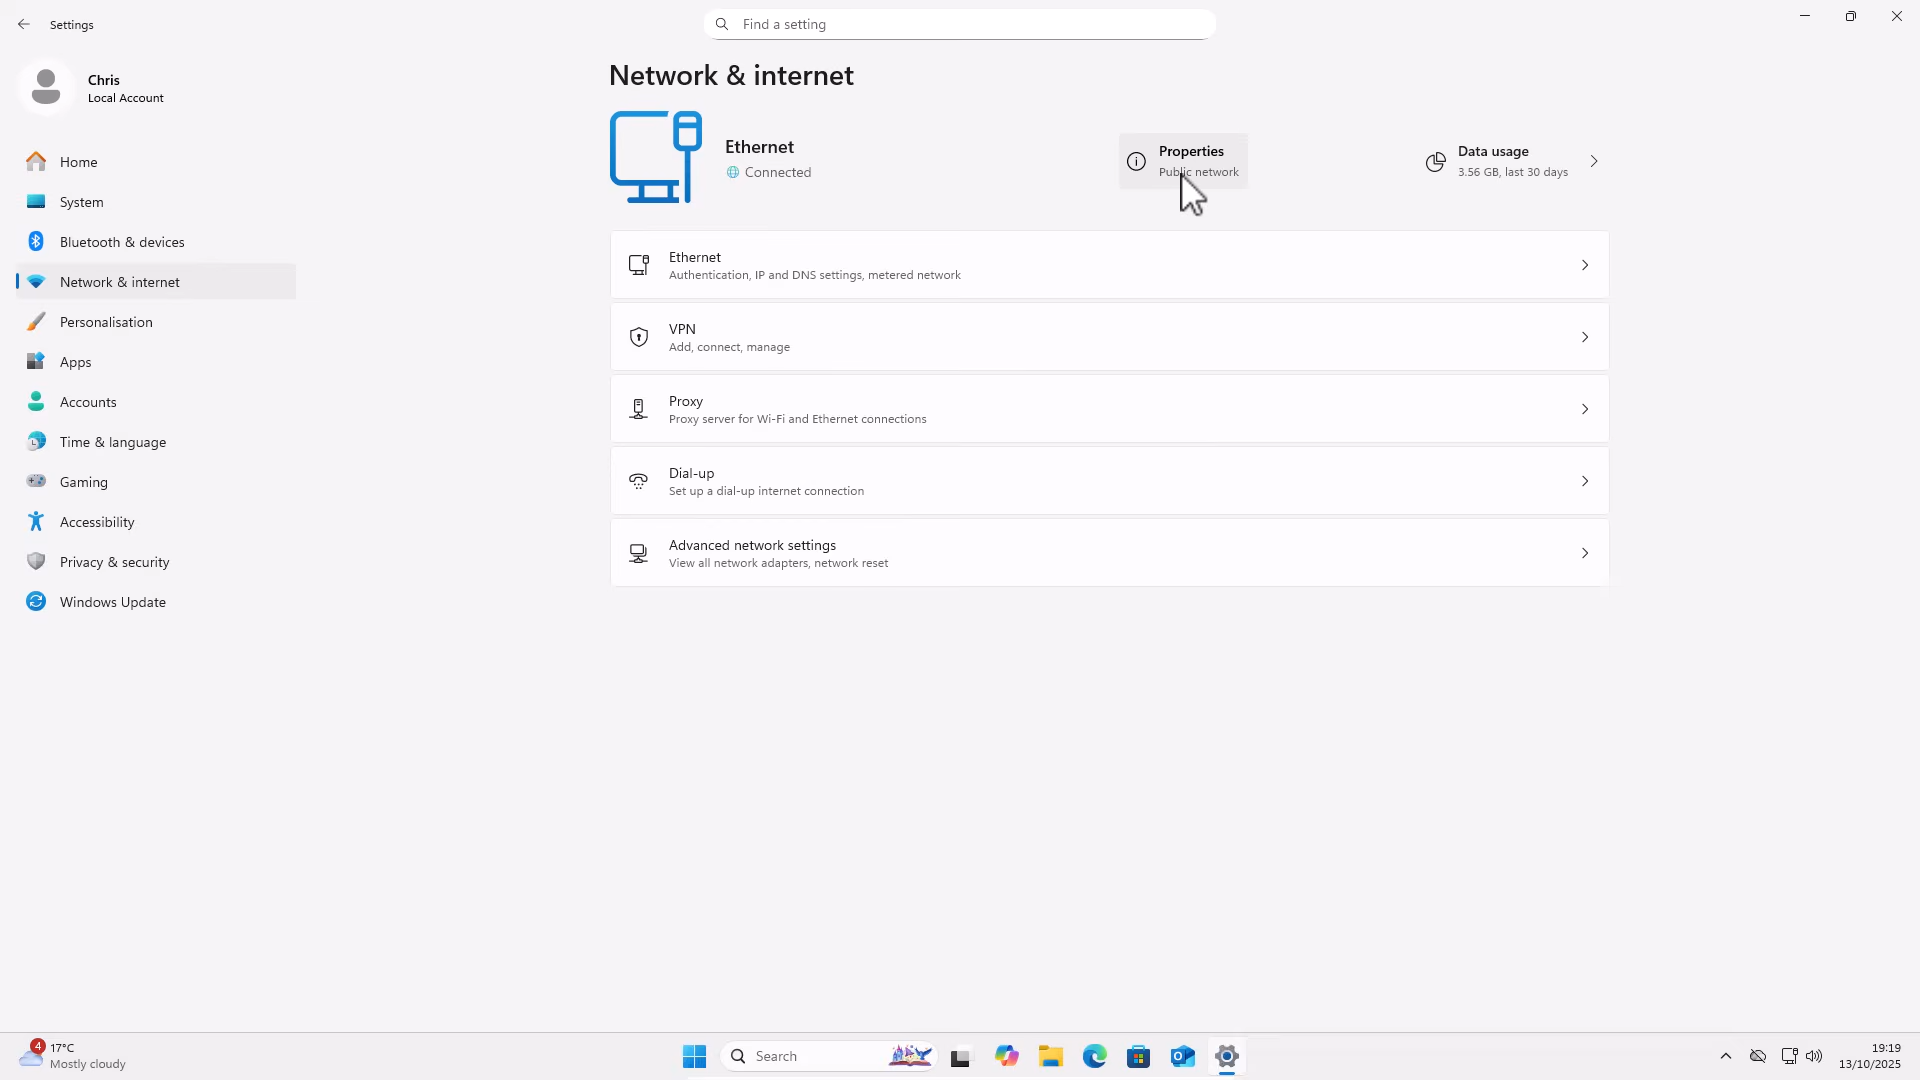 Settings
Find a setting
Chris
Local Account
Home
System
Bluetooth & devices
Network & internet
Personalisation
Apps
Accounts
Time & language
Gaming
Accessibility
Privacy & security
Windows Update
Network & internet
Ethernet
Connected
Properties
Public network
Data usage
3.56 GB, last 30 days
Ethernet
Authentication, IP and DNS settings, metered network
VPN
Add, connect, manage
Proxy
Proxy server for Wi-Fi and Ethernet connections
Dial-up
Set up a dial-up internet connection
Advanced network settings
View all network adapters, network reset
4
17°C
Mostly cloudy
Search
19:19
13/10/2025